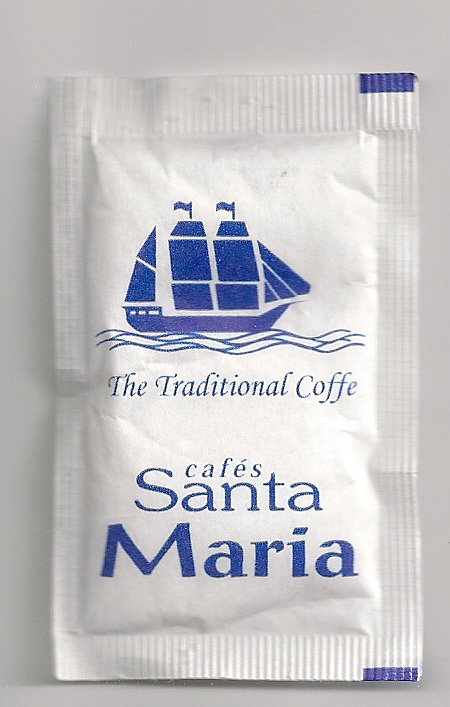 The Traditional Coffe
cafés
Santa
Maria